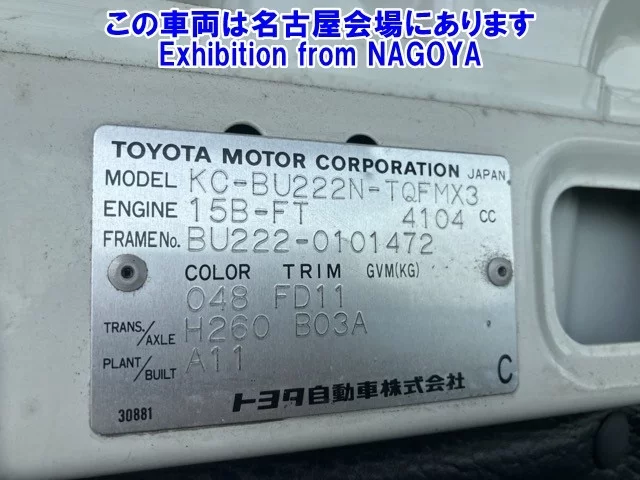 この車両は名古屋会場にあります
Exhibition from NAGOYA
TOYOTA MOTOR CORPORATION JAPAN
MODEL KC-BU222N-TQFMX3
ENGINE 15B-FT 4104 CC
FRAME No. BU222-0101472
COLOR TRIM GVM(KG)
048 FD11
TRANS./AXLE H260 B03A
PLANT/BUILT A11
トヨタ自動車株式会社 C
30881